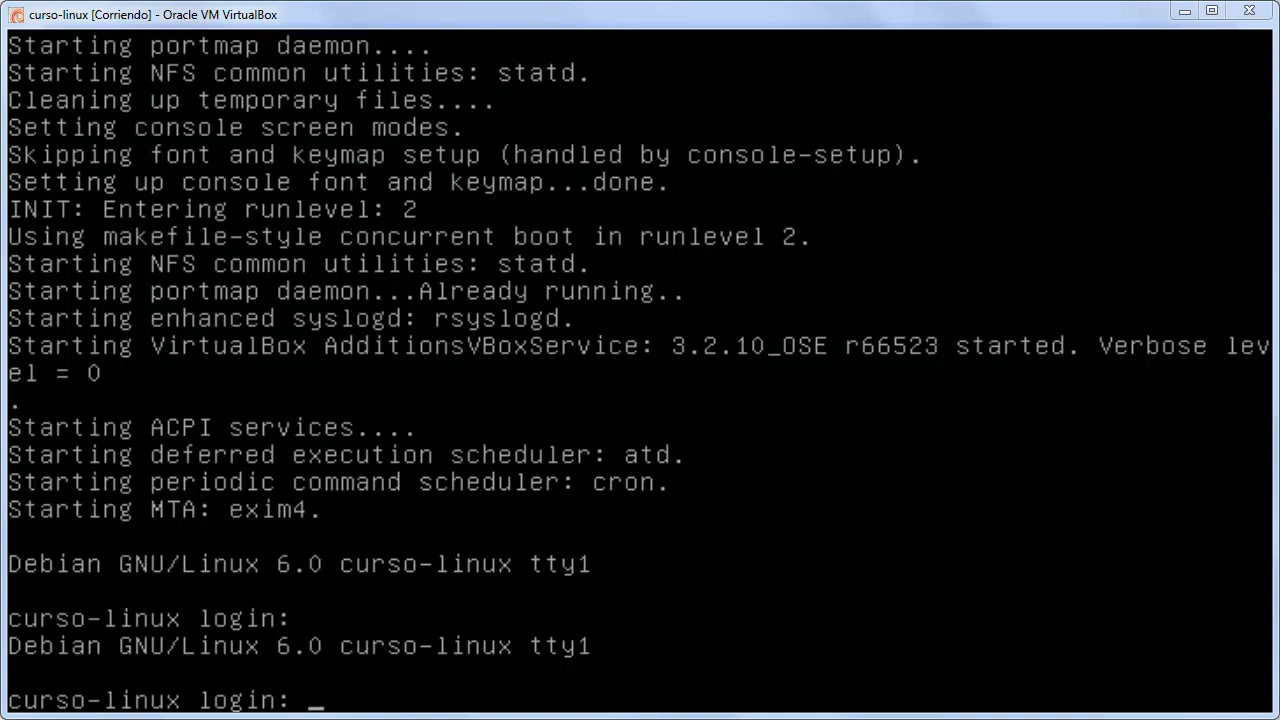 curso-linux [Corriendo] - Oracle VM VirtualBox
Starting portmap daemon....
Starting NFS common utilities: statd.
Cleaning up temporary files....
Setting console screen modes.
Skipping font and keymap setup (handled by console-setup).
Setting up console font and keymap...done.
INIT: Entering runlevel: 2
Using makefile-style concurrent boot in runlevel 2.
Starting NFS common utilities: statd.
Starting portmap daemon...Already running..
Starting enhanced syslogd: rsyslogd.
Starting VirtualBox AdditionsVBoxService: 3.2.10_OSE r66523 started. Verbose lev
el = 0
.
Starting ACPI services....
Starting deferred execution scheduler: atd.
Starting periodic command scheduler: cron.
Starting MTA: exim4.
Debian GNU/Linux 6.0 curso-linux tty1
curso-linux login:
Debian GNU/Linux 6.0 curso-linux tty1
curso-linux login: _